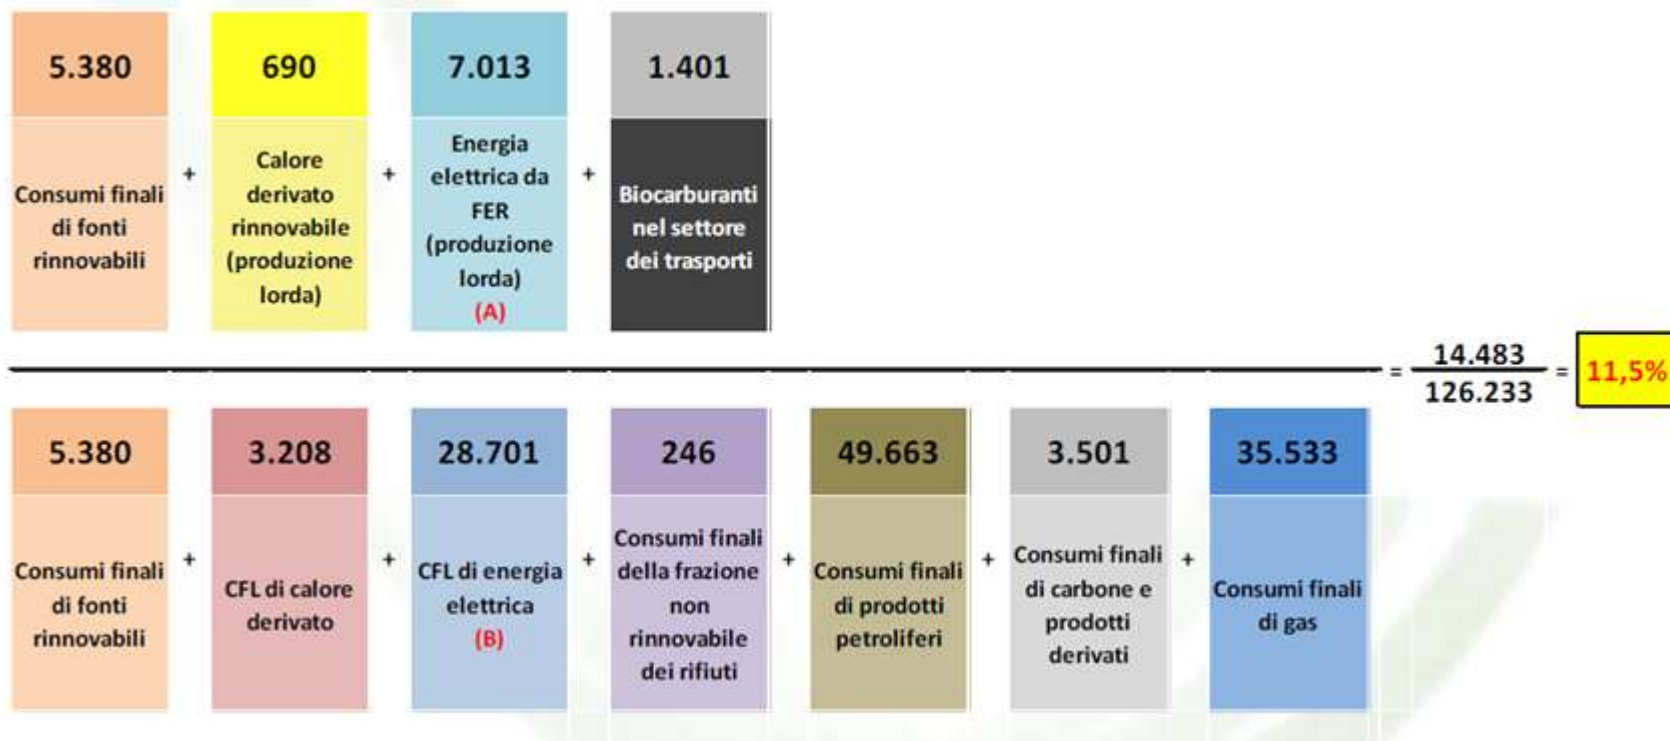 5.380
690
7.013
1.401
Consumi finali
di fonti
rinnovabili
+
Calore
derivato
rinnovabile
(produzione
lorda)
+
Energia
elettrica da
FER
(produzione
lorda)
(A)
+
Biocarburanti
nel settore
dei trasporti
=
14.483
126.233
=
11,5%
5.380
3.208
28.701
246
49.663
3.501
35.533
Consumi finali
di fonti
rinnovabili
+
CFL di calore
derivato
+
CFL di energia
elettrica
(B)
+
Consumi finali
della frazione
non
rinnovabile
dei rifiuti
+
Consumi finali
di prodotti
petroliferi
+
Consumi finali
di carbone e
prodotti
derivati
+
Consumi finali
di gas